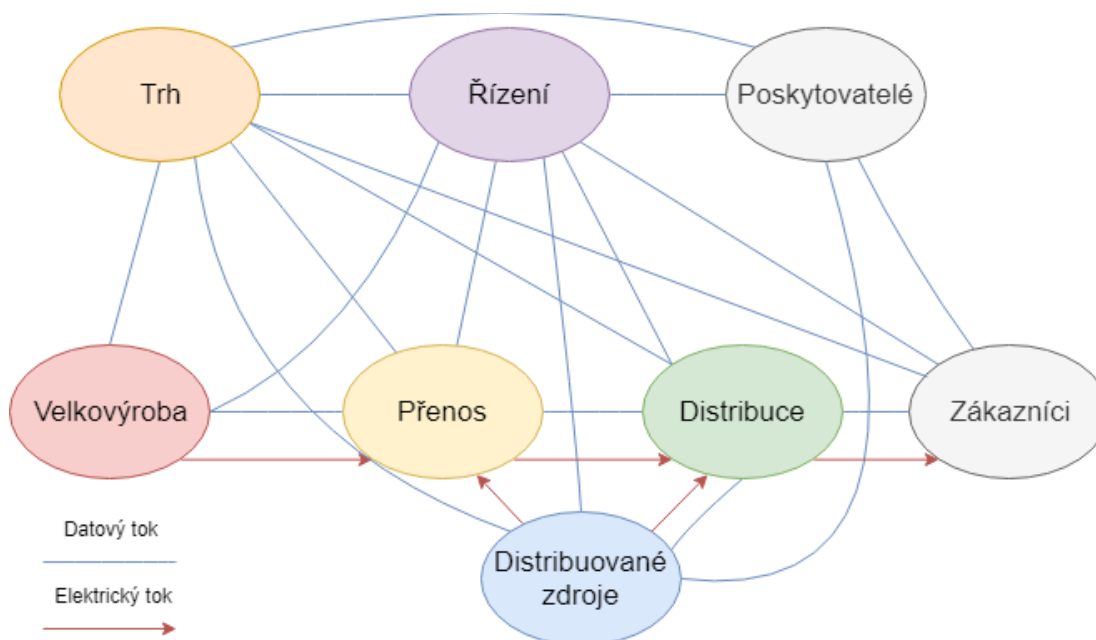 Trh
Řízení
Poskytovatelé
Velkovýroba
Přenos
Distribuce
Zákazníci
Distribuované
zdroje
Datový tok
Elektrický tok